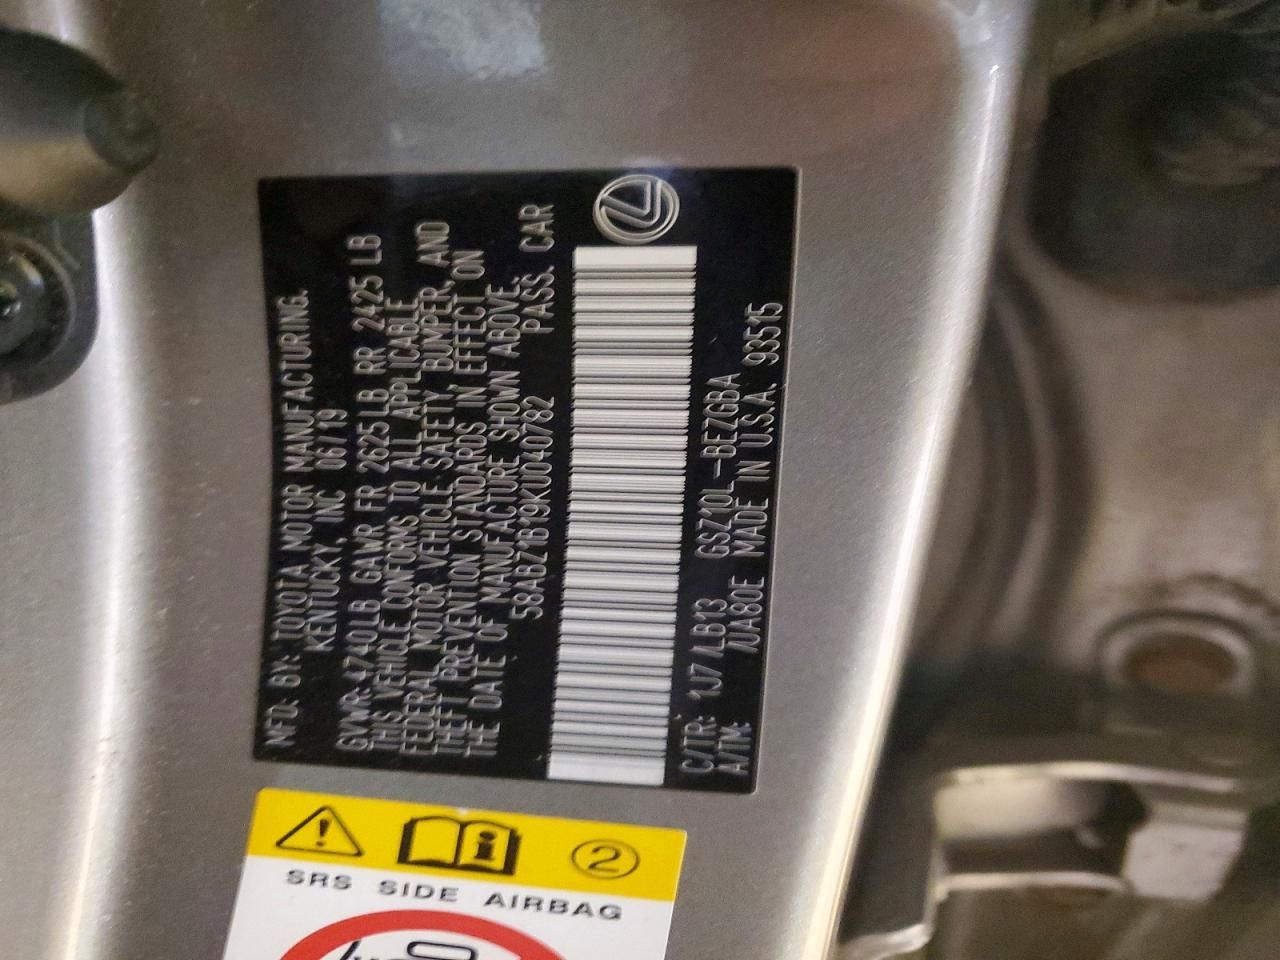 MFD. BY: TOYOTA MOTOR MANUFACTURING,
KENTUCKY, INC 06/19
GVWR 4740LB GAWR FR 2625LB RR 2425 LB
THIS VEHICLE CONFORMS TO ALL APPLICABLE
FEDERAL MOTOR VEHICLE SAFETY, BUMPER, AND
THEFT PREVENTION STANDARDS IN EFFECT ON
THE DATE OF MANUFACTURE SHOWN ABOVE.
58ABZ1B19KU040782 PASS. CAR
C/TR: 1J7/LB13 GSZ10L-BEZGBA
A/TM: /UA80E MADE IN U.S.A. 93515
2
SRS SIDE AIRBAG